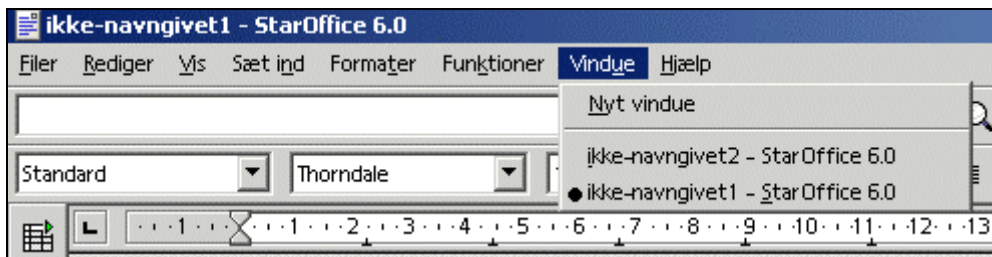 ikke-navngivet1 - StarOffice 6.0
Filer Rediger Vis Sæt ind Formater Funktioner Vindue Hjælp
Nyt vindue
ikke-navngivet2 - StarOffice 6.0
Standard Thorndale
ikke-navngivet1 - StarOffice 6.0
1 1 2 3 4 5 6 7 8 9 10 11 12 13